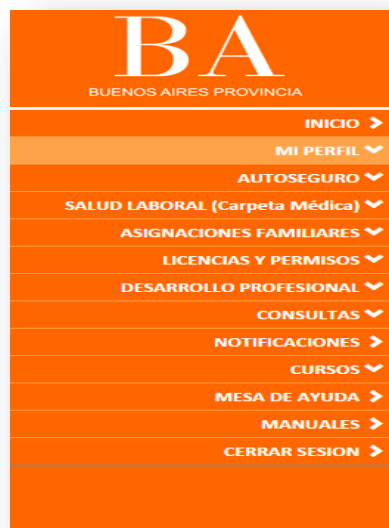 BA
BUENOS AIRES PROVINCIA
INICIO
MI PERFIL
AUTOSEGURO
SALUD LABORAL (Carpeta Médica)
ASIGNACIONES FAMILIARES
LICENCIAS Y PERMISOS
DESARROLLO PROFESIONAL
CONSULTAS
NOTIFICACIONES
CURSOS
MESA DE AYUDA
MANUALES
CERRAR SESION